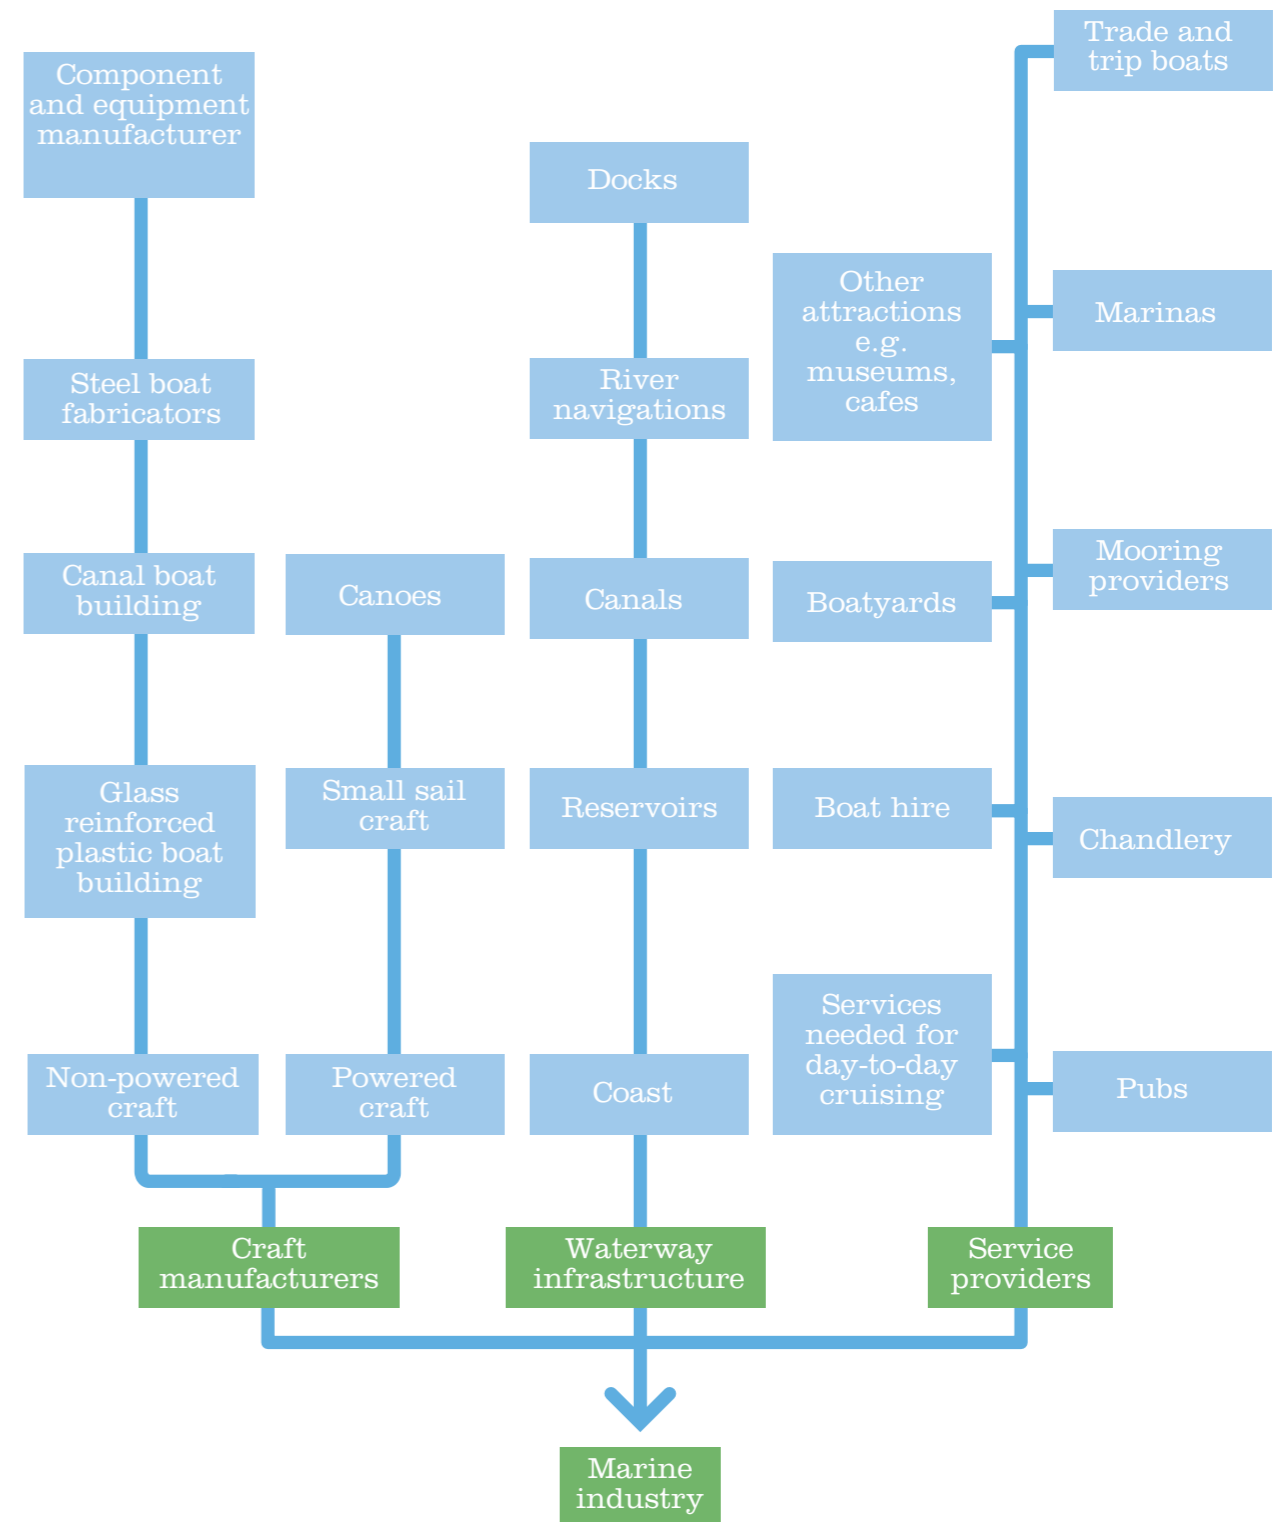 Component
and equipment
manufacturer
Steel boat
fabricators
Canal boat
building
Glass
reinforced
plastic boat
building
Non-powered
craft
Canoes
Small sail
craft
Powered
craft
Craft
manufacturers
Docks
River
navigations
Canals
Reservoirs
Coast
Waterway
infrastructure
Other
attractions
e.g.
museums,
cafes
Boatyards
Boat hire
Services
needed for
day-to-day
cruising
Trade and
trip boats
Marinas
Mooring
providers
Chandlery
Pubs
Service
providers
Marine
industry